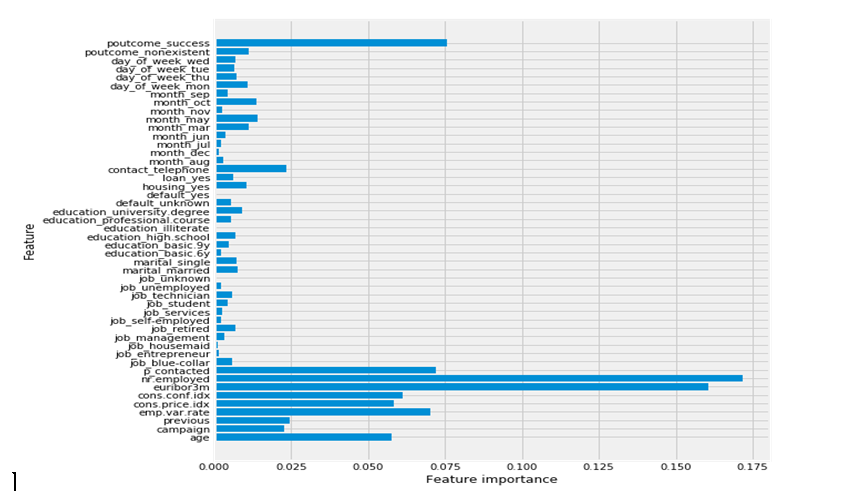 poutcome_success
poutcome_nonexistent
day_of_week_wed
day_of_week_tue
day_of_week_thu
day_of_week_mon
month_sep
month_oct
month_nov
month_may
month_mar
month_jun
month_jul
month_dec
month_aug
contact_telephone
loan_yes
housing_yes
default_yes
default_unknown
education_university.degree
education_professional.course
education_illiterate
education_high.school
education_basic.9y
education_basic.6y
marital_single
marital_married
job_unknown
job_unemployed
job_technician
job_student
job_services
job_self-employed
job_retired
job_management
job_housemaid
job_entrepreneur
job_blue-collar
p_contacted
nr.employed
euribor3m
cons.conf.idx
cons.price.idx
emp.var.rate
previous
campaign
age
Feature
0.000 0.025 0.050 0.075 0.100 0.125 0.150 0.175
Feature importance